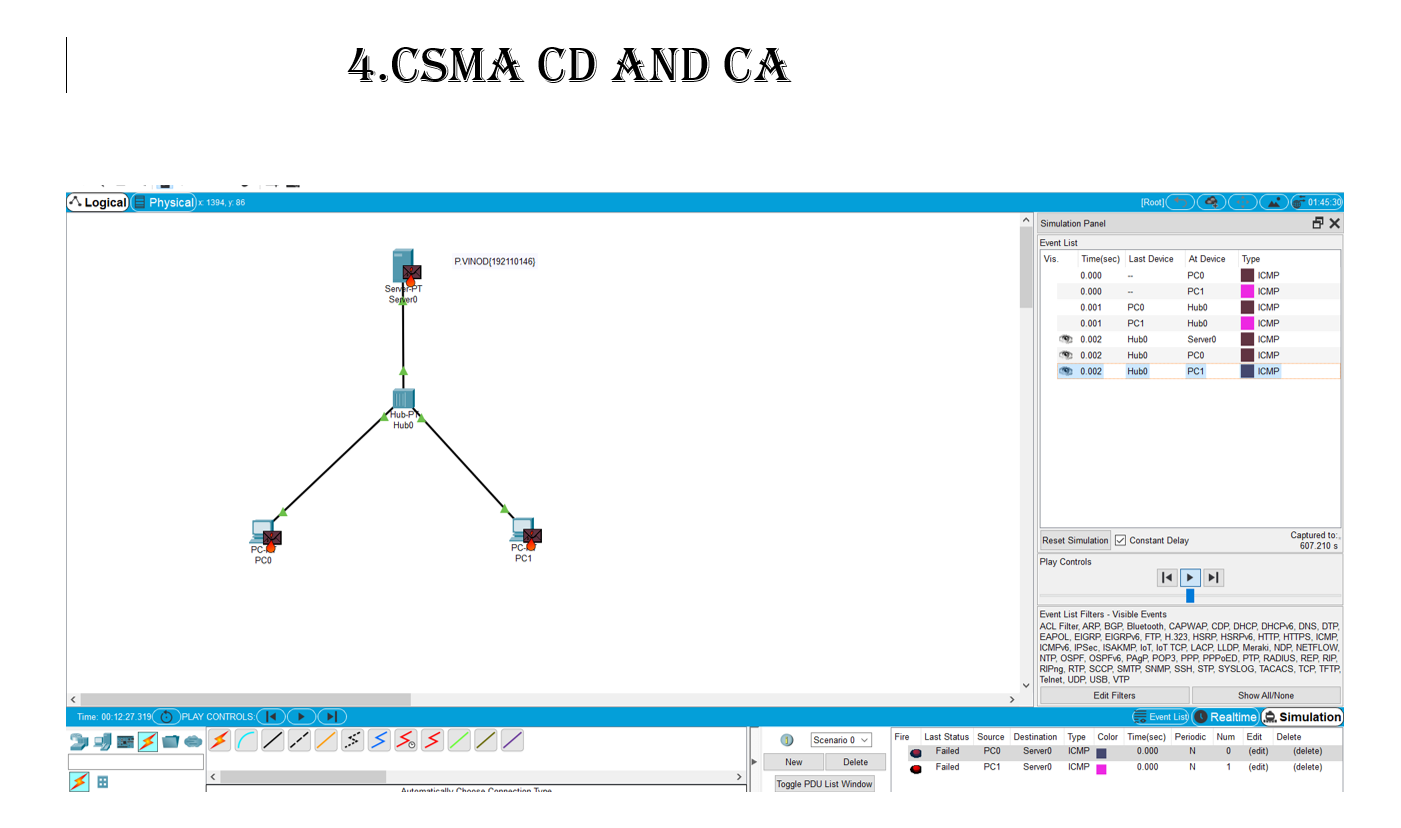 4.CSMA CD AND CA
Logical Physical x: 1394, y: 86 [Root] 01:45:30
P.VINOD{192110146}
Server-PT
Server0
Hub-PT
Hub0
PC-PT
PC0
PC1
Simulation Panel
Event List
Vis. Time(sec) Last Device At Device Type
0.000 -- PC0 ICMP
0.000 -- PC1 ICMP
0.001 PC0 Hub0 ICMP
0.001 PC1 Hub0 ICMP
0.002 Hub0 Server0 ICMP
0.002 Hub0 PC0 ICMP
0.002 Hub0 PC1 ICMP
Reset Simulation Constant Delay Captured to:
607.210 s
Play Controls
Event List Filters - Visible Events
ACL Filter, ARP, BGP, Bluetooth, CAPWAP, CDP, DHCP, DHCPv6, DNS, DTP,
EAPOL, EIGRP, EIGRPv6, FTP, H.323, HSRP, HSRPv6, HTTP, HTTPS, ICMP,
ICMPv6, IPSec, ISAKMP, IoT, IoT TCP, LACP, LLDP, Meraki, NDP, NETFLOW,
NTP, OSPF, OSPFv6, PAgP, POP3, PPP, PPPoED, PTP, RADIUS, REP, RIP,
RIPng, RTP, SCCP, SMTP, SNMP, SSH, STP, SYSLOG, TACACS, TCP, TFTP,
Telnet, UDP, USB, VTP
Edit Filters Show All/None
Time: 00:12:27.319 PLAY CONTROLS: Event List Realtime Simulation
Scenario 0
New Delete
Toggle PDU List Window
Fire Last Status Source Destination Type Color Time(sec) Periodic Num Edit Delete
Failed PC0 Server0 ICMP 0.000 N 0 (edit) (delete)
Failed PC1 Server0 ICMP 0.000 N 1 (edit) (delete)
Automatically Choose Connection Type